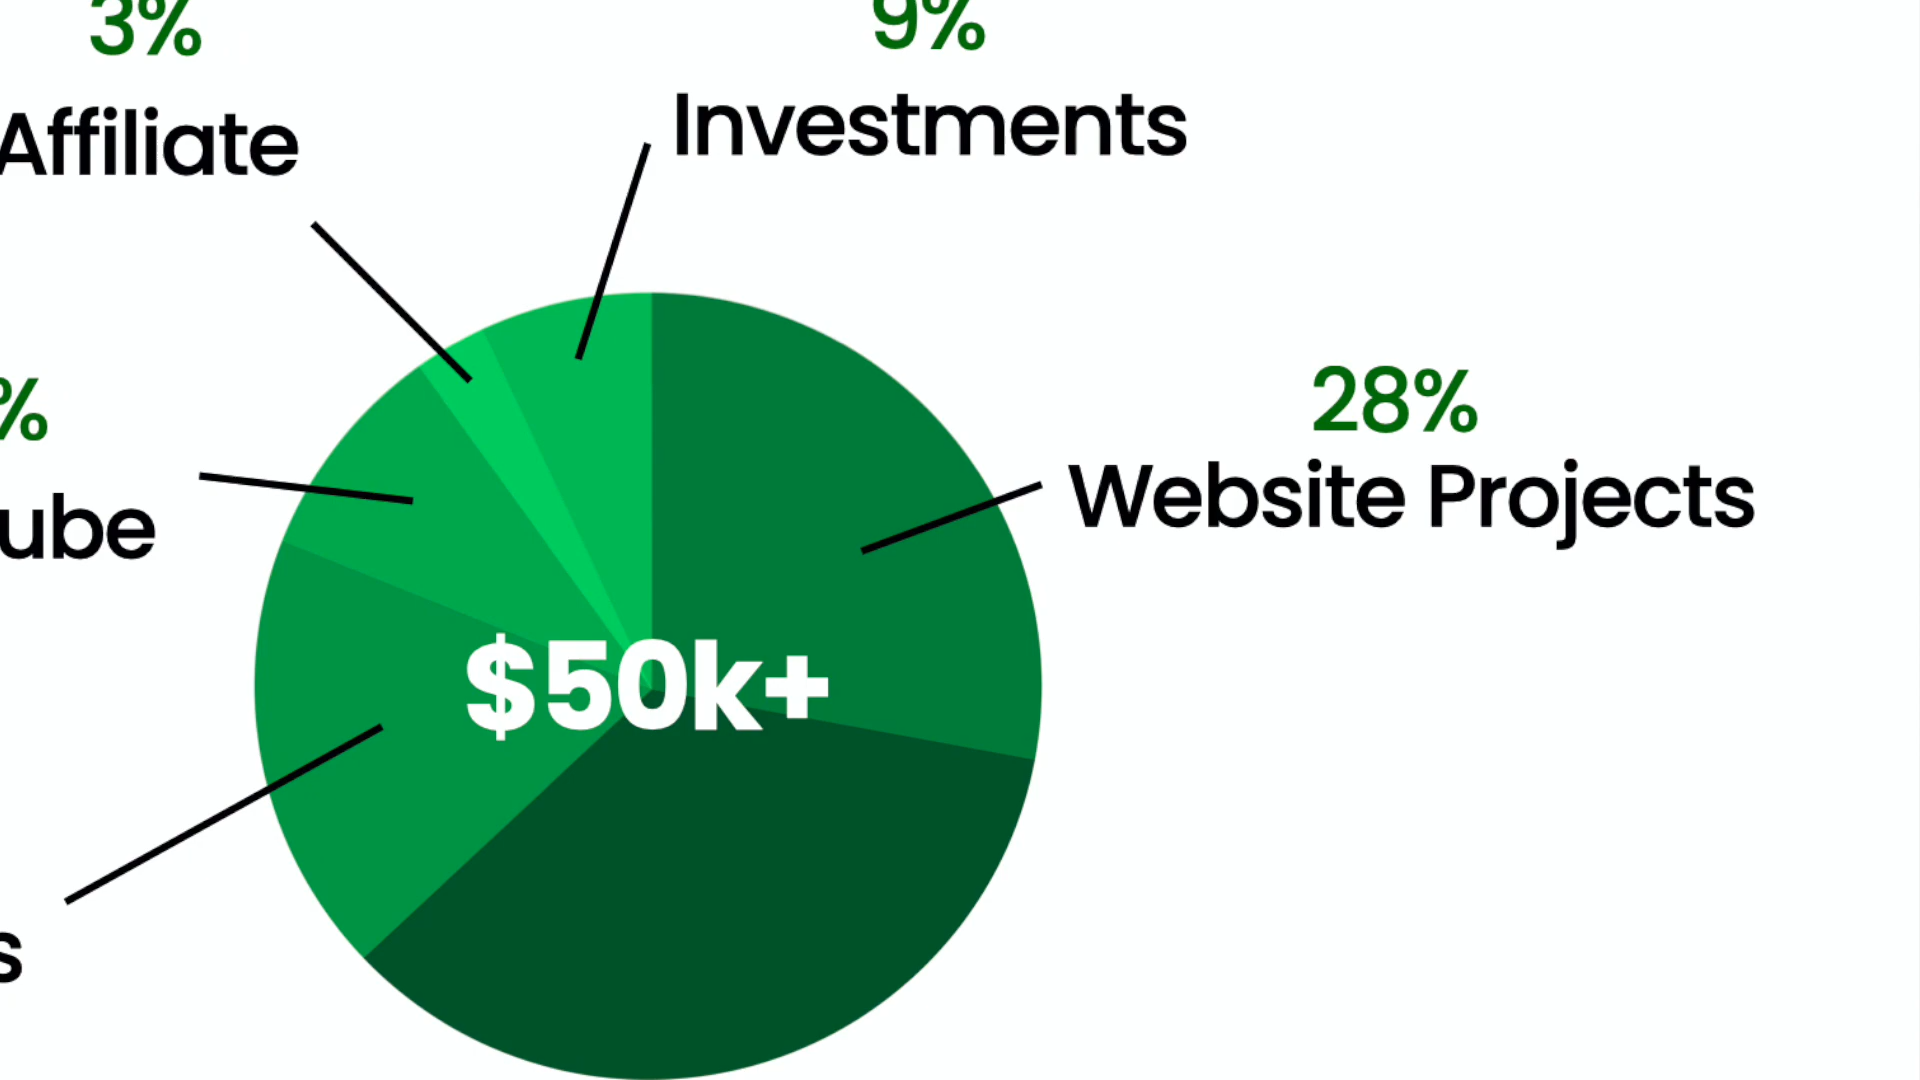 3%
Affiliate
9%
Investments
28%
Website Projects
%
ube
$50k+
s